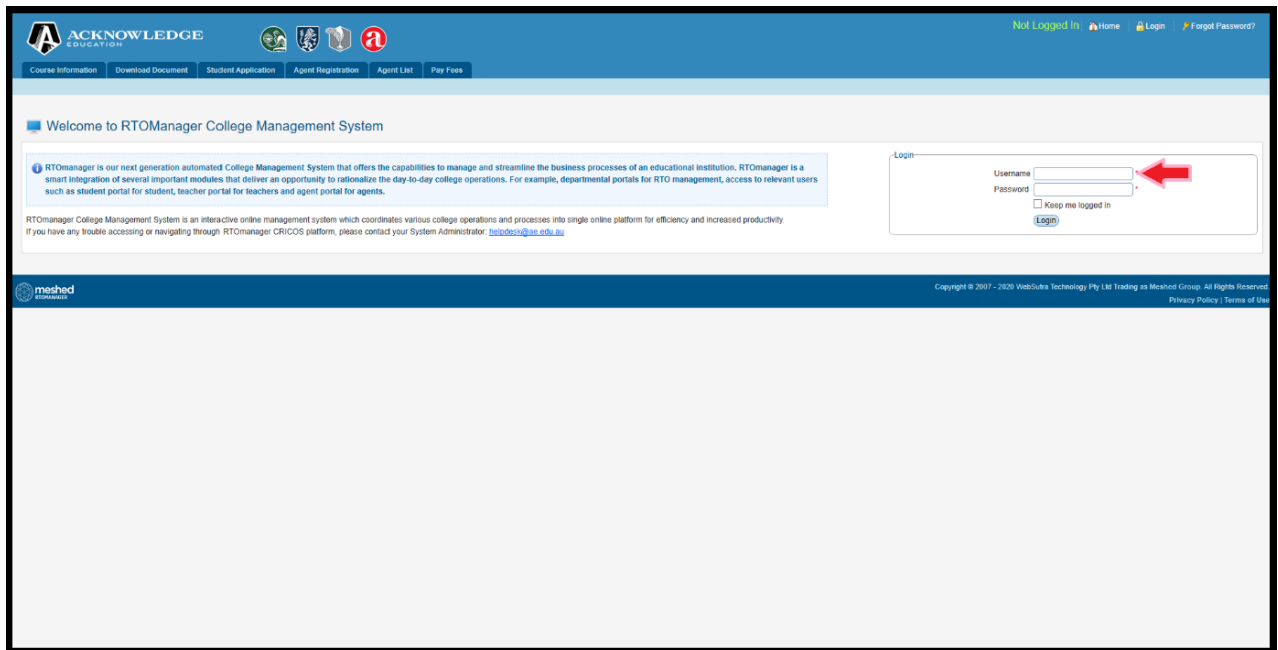 ACKNOWLEDGE
EDUCATION
a
Not Logged In Home Login Forgot Password?
Course Information Download Document Student Application Agent Registration Agent List Pay Fees
Welcome to RTOManager College Management System
RTOmanager is our next generation automated College Management System that offers the capabilities to manage and streamline the business processes of an educational institution. RTOmanager is a
smart integration of several important modules that deliver an opportunity to rationalize the day-to-day college operations. For example, departmental portals for RTO management, access to relevant users
such as student portal for student, teacher portal for teachers and agent portal for agents.
RTOmanager College Management System is an interactive online management system which coordinates various college operations and processes into single online platform for efficiency and increased productivity
If you have any trouble accessing or navigating through RTOmanager CRICOS platform, please contact your System Administrator: helpdesk@ae.edu.au
Login
Username *
Password *
Keep me logged in
Login
meshed
RTOMANAGER
Copyright © 2007 - 2020 WebSutra Technology Pty Ltd Trading as Meshed Group. All Rights Reserved.
Privacy Policy | Terms of Use